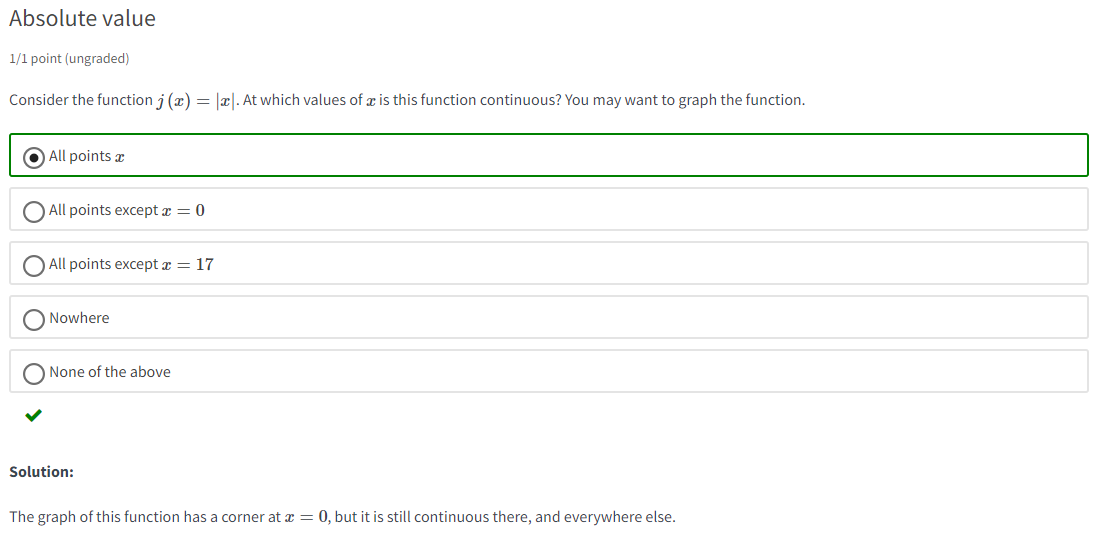 Absolute value
1/1 point (ungraded)
Consider the function j (x) = |x|. At which values of x is this function continuous? You may want to graph the function.
All points x
All points except x = 0
All points except x = 17
Nowhere
None of the above
Solution:
The graph of this function has a corner at x = 0, but it is still continuous there, and everywhere else.